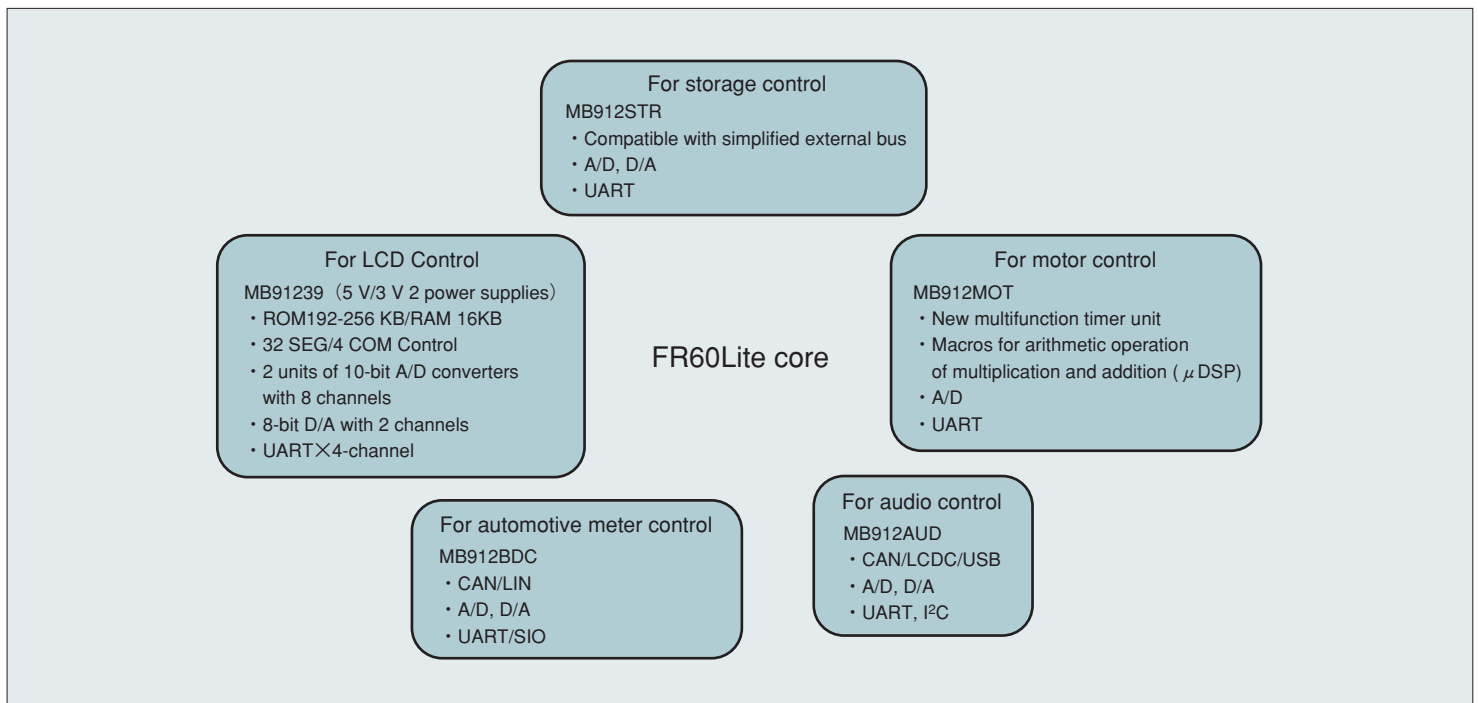 For storage control
MB912STR
・Compatible with simplified external bus
・A/D, D/A
・UART
For LCD Control
MB91239（5 V/3 V 2 power supplies）
・ROM192-256 KB/RAM 16KB
・32 SEG/4 COM Control
・2 units of 10-bit A/D converters
with 8 channels
・8-bit D/A with 2 channels
・UART×4-channel
FR60Lite core
For motor control
MB912MOT
・New multifunction timer unit
・Macros for arithmetic operation
of multiplication and addition ( μ DSP)
・A/D
・UART
For automotive meter control
MB912BDC
・CAN/LIN
・A/D, D/A
・UART/SIO
For audio control
MB912AUD
・CAN/LCDC/USB
・A/D, D/A
・UART, I²C